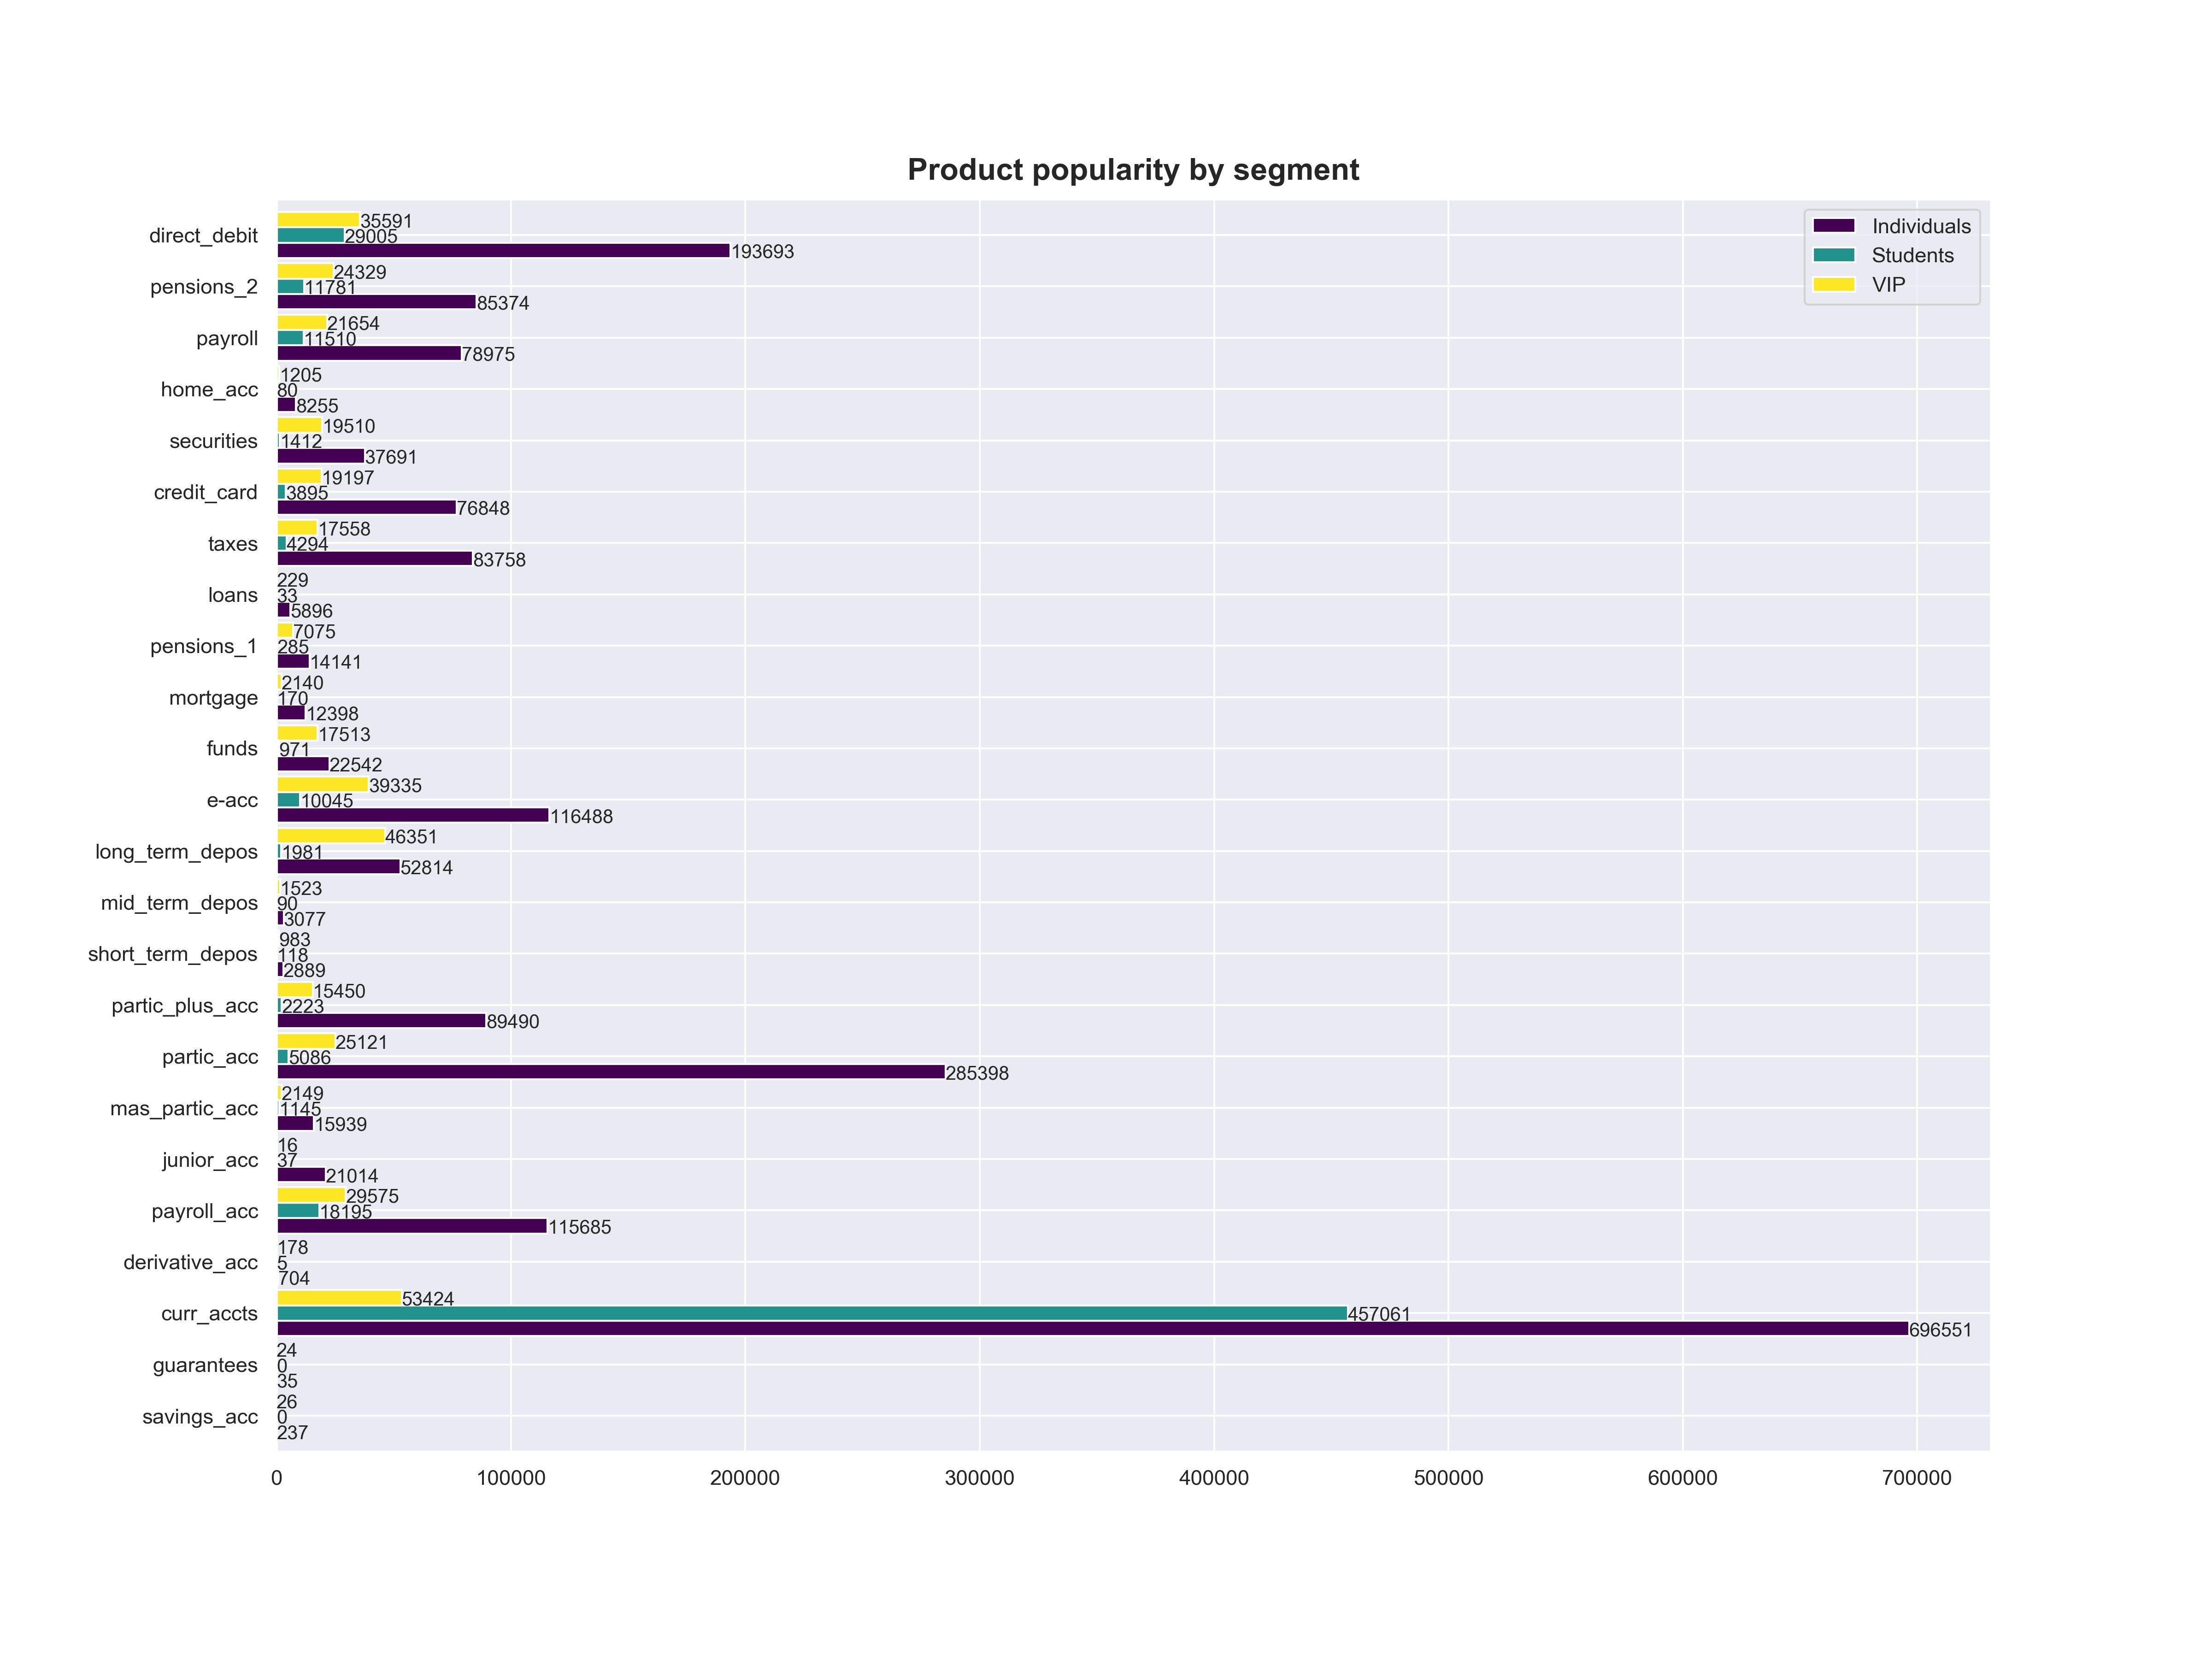 Product popularity by segment
Individuals
Students
VIP
direct_debit
35591
29005
193693
pensions_2
24329
11781
85374
payroll
21654
11510
78975
home_acc
1205
80
8255
securities
19510
1412
37691
credit_card
19197
3895
76848
taxes
17558
4294
83758
loans
229
33
5896
pensions_1
7075
285
14141
mortgage
2140
170
12398
funds
17513
971
22542
e-acc
39335
10045
116488
long_term_depos
46351
1981
52814
mid_term_depos
1523
90
3077
short_term_depos
983
118
2889
partic_plus_acc
15450
2223
89490
partic_acc
25121
5086
285398
mas_partic_acc
2149
1145
15939
junior_acc
16
37
21014
payroll_acc
29575
18195
115685
derivative_acc
178
5
704
curr_accts
53424
457061
696551
guarantees
24
0
35
savings_acc
26
0
237
0 100000 200000 300000 400000 500000 600000 700000